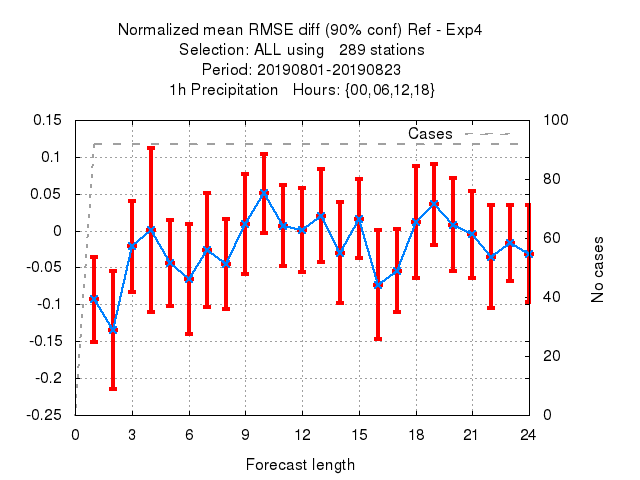 Normalized mean RMSE diff (90% conf) Ref - Exp4
Selection: ALL using   289 stations
Period: 20190801-20190823
1h Precipitation   Hours: {00,06,12,18}
Cases
0.15
0.1
0.05
0
-0.05
-0.1
-0.15
-0.2
-0.25
100
80
60
40
20
0
No cases
0 3 6 9 12 15 18 21 24
Forecast length